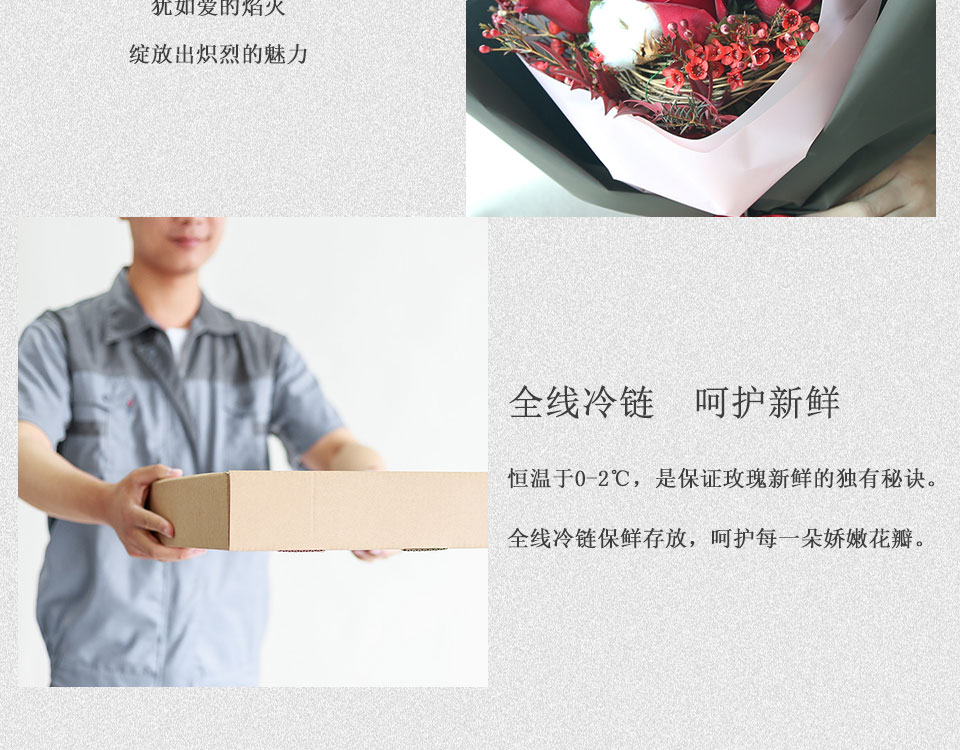 犹如爱的焰火
绽放出炽烈的魅力
全线冷链　呵护新鲜
恒温于0-2℃，是保证玫瑰新鲜的独有秘诀。
全线冷链保鲜存放，呵护每一朵娇嫩花瓣。